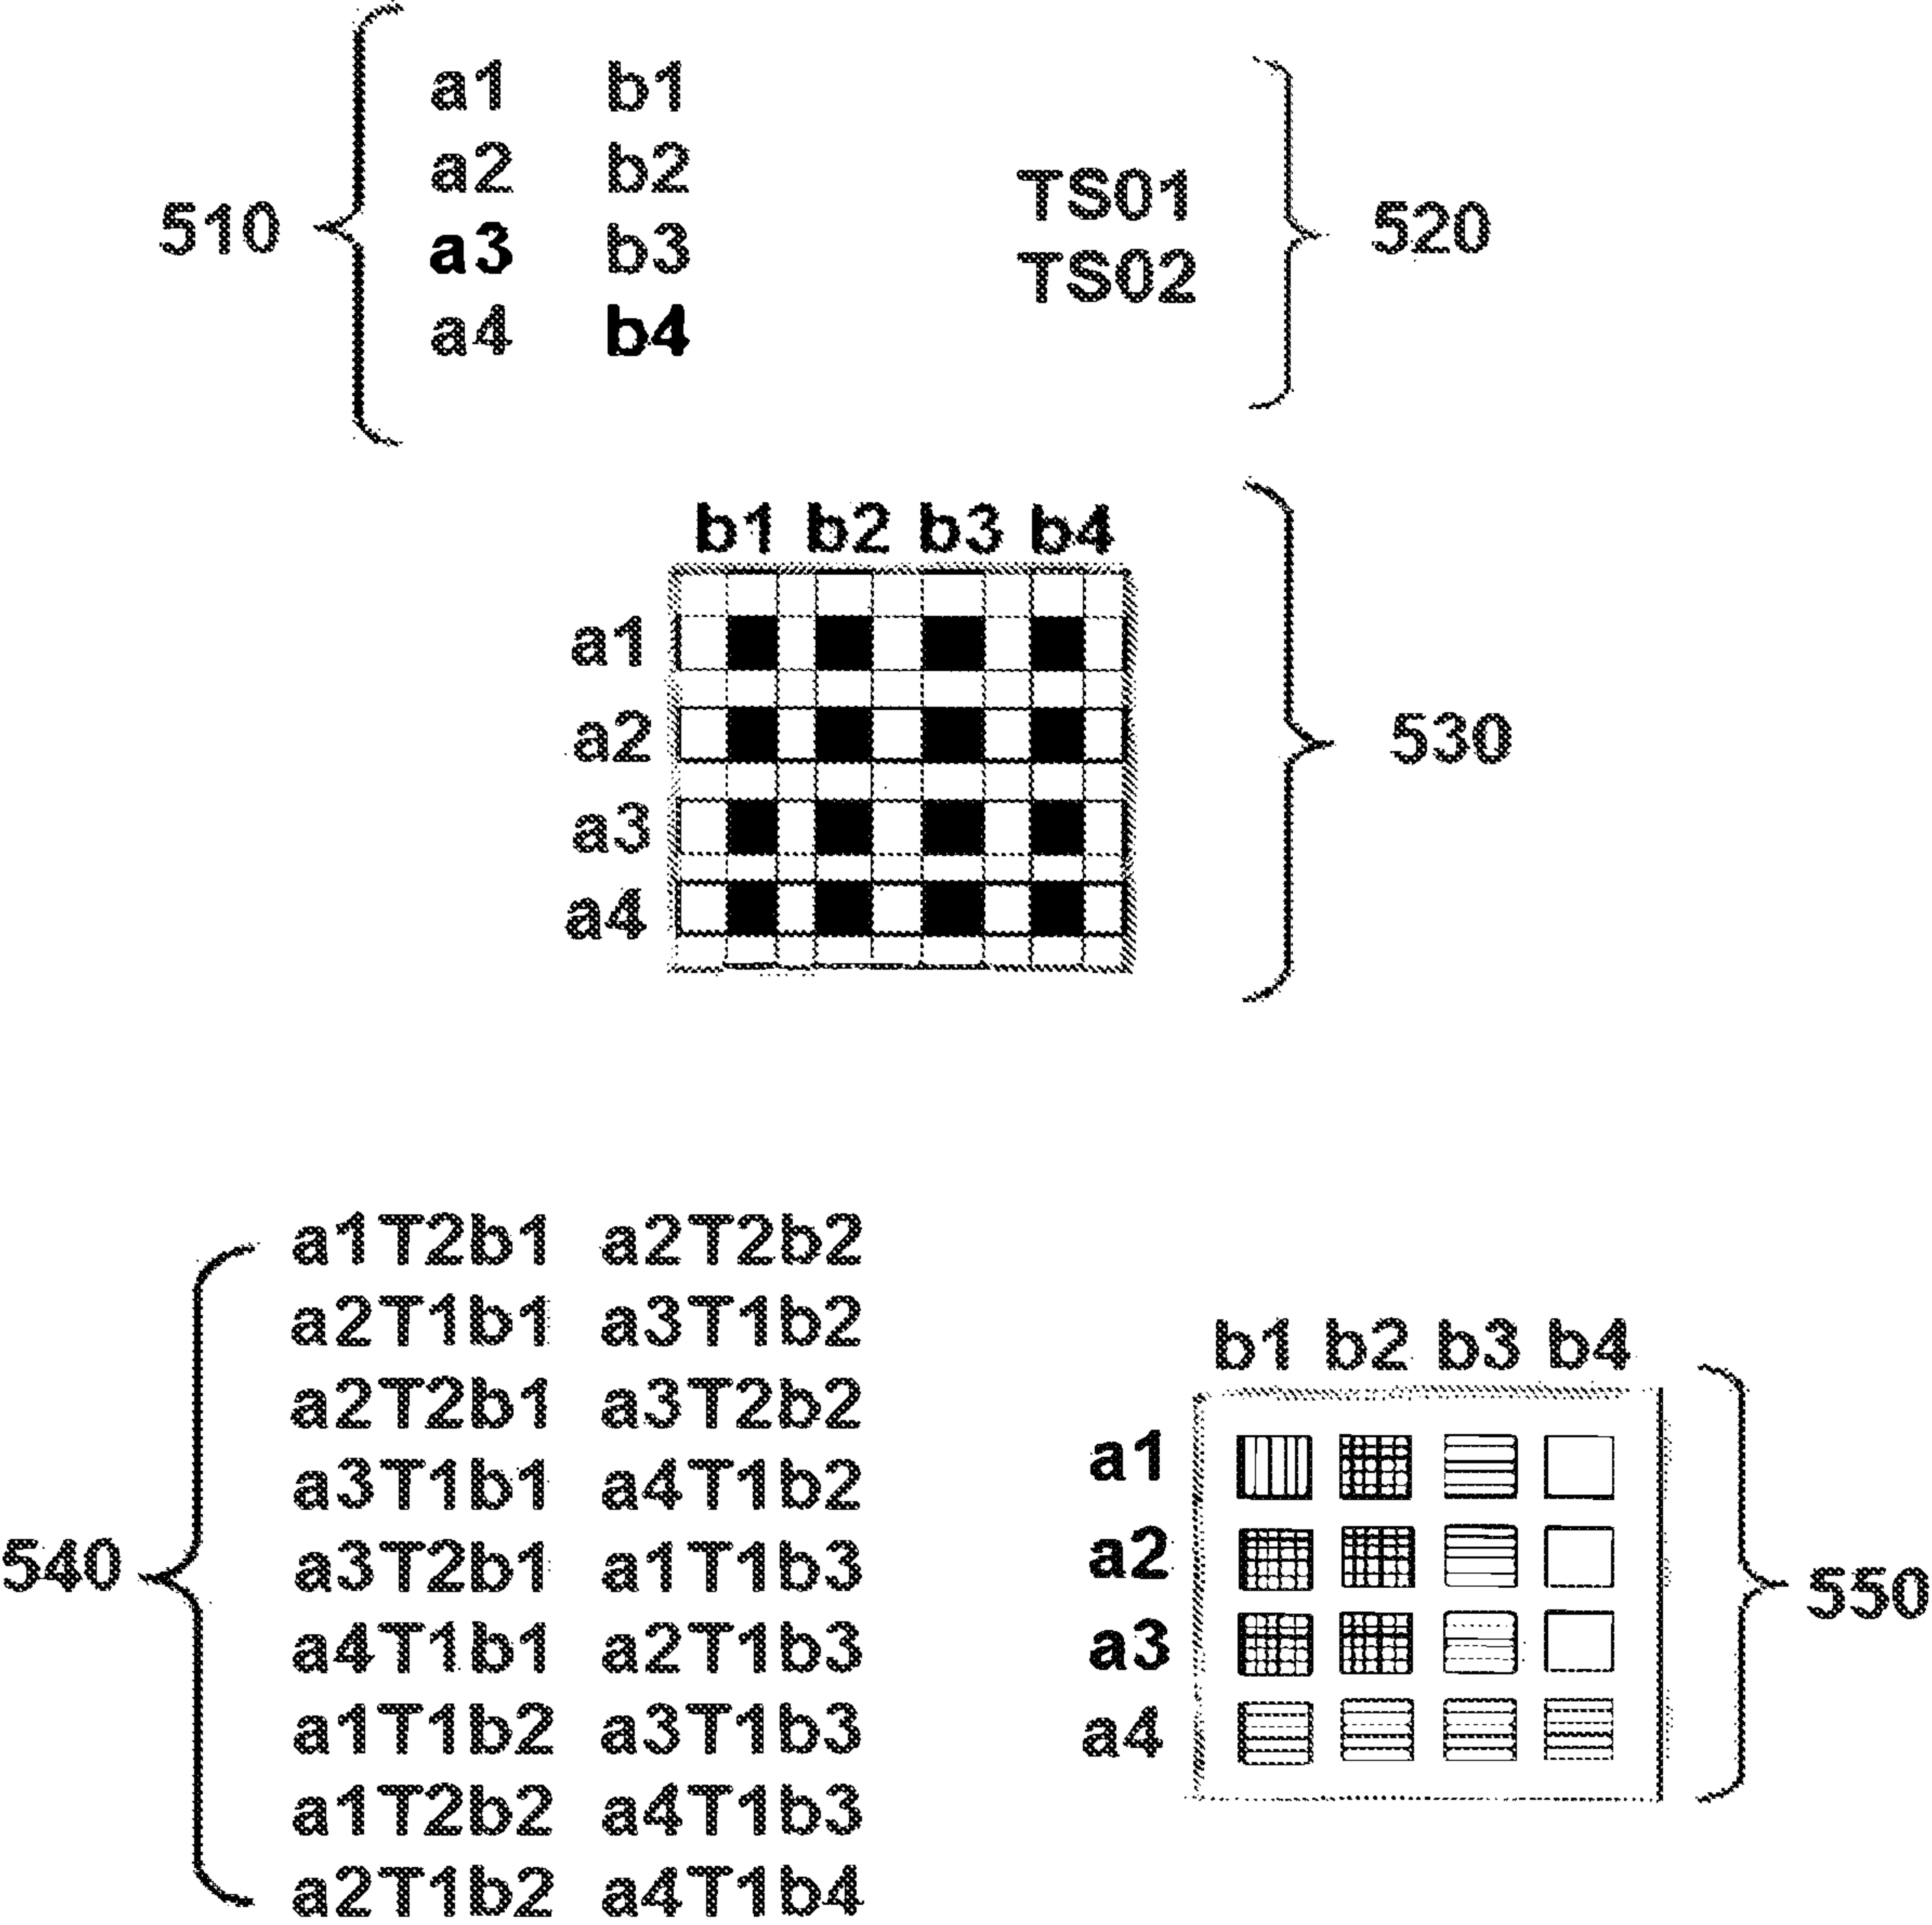 a1 b1
a2 b2
a3 b3
a4 b4
510
TS01
TS02
520
b1 b2 b3 b4
a1
a2
a3
a4
530
a1T2b1 a2T2b2
a2T1b1 a3T1b2
a2T2b1 a3T2b2
a3T1b1 a4T1b2
a3T2b1 a1T1b3
a4T1b1 a2T1b3
a1T1b2 a3T1b3
a1T2b2 a4T1b3
a2T1b2 a4T1b4
540
b1 b2 b3 b4
a1
a2
a3
a4
550